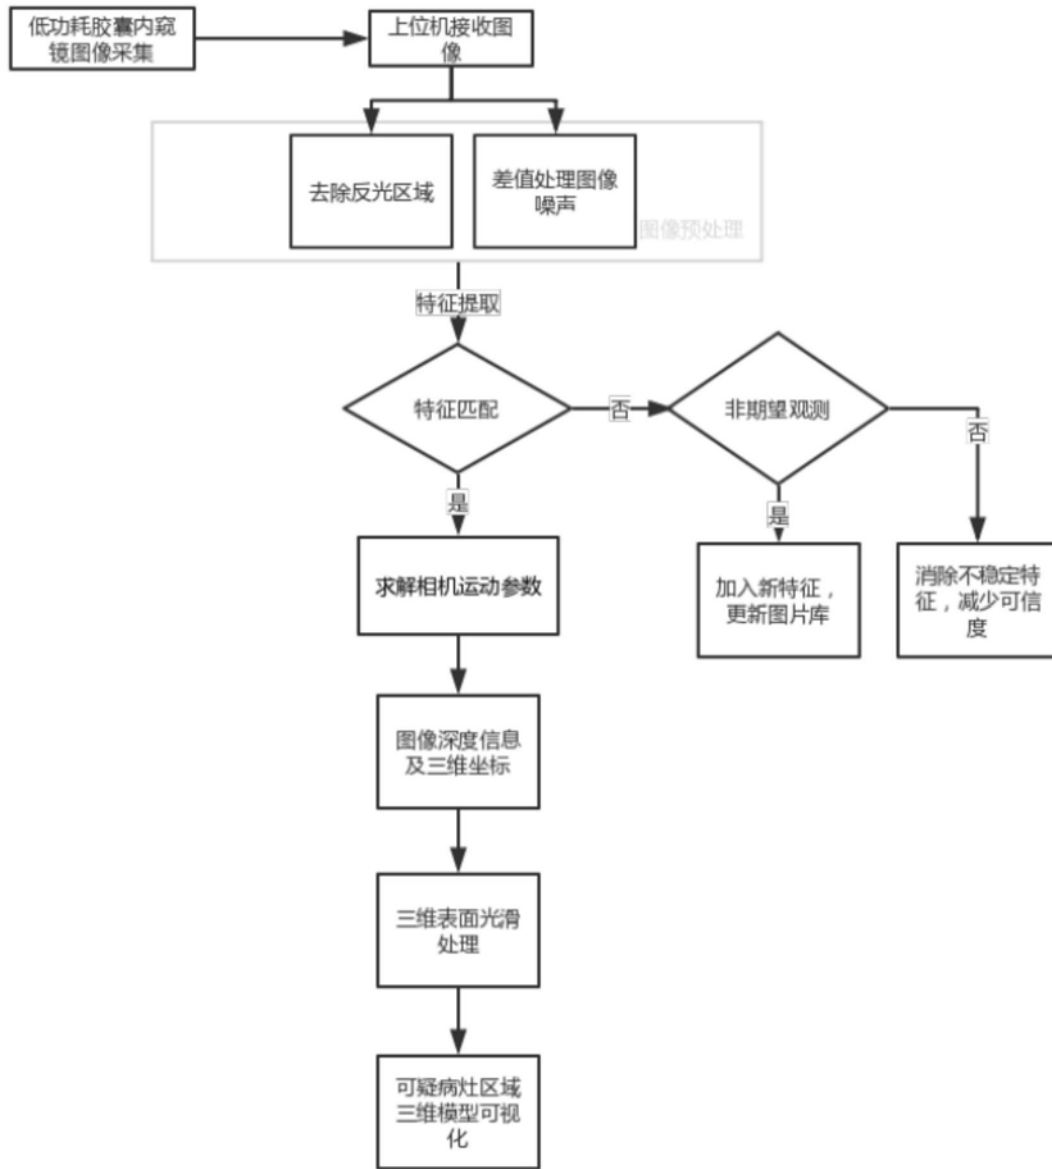 低功耗胶囊内窥
镜图像采集
上位机接收图
像
去除反光区域
差值处理图像
噪声
图像预处理
特征提取
特征匹配
否
非期望观测
否
是
是
求解相机运动参数
加入新特征，
更新图片库
消除不稳定特
征，减少可信
度
图像深度信息
及三维坐标
三维表面光滑
处理
可疑病灶区域
三维模型可视
化